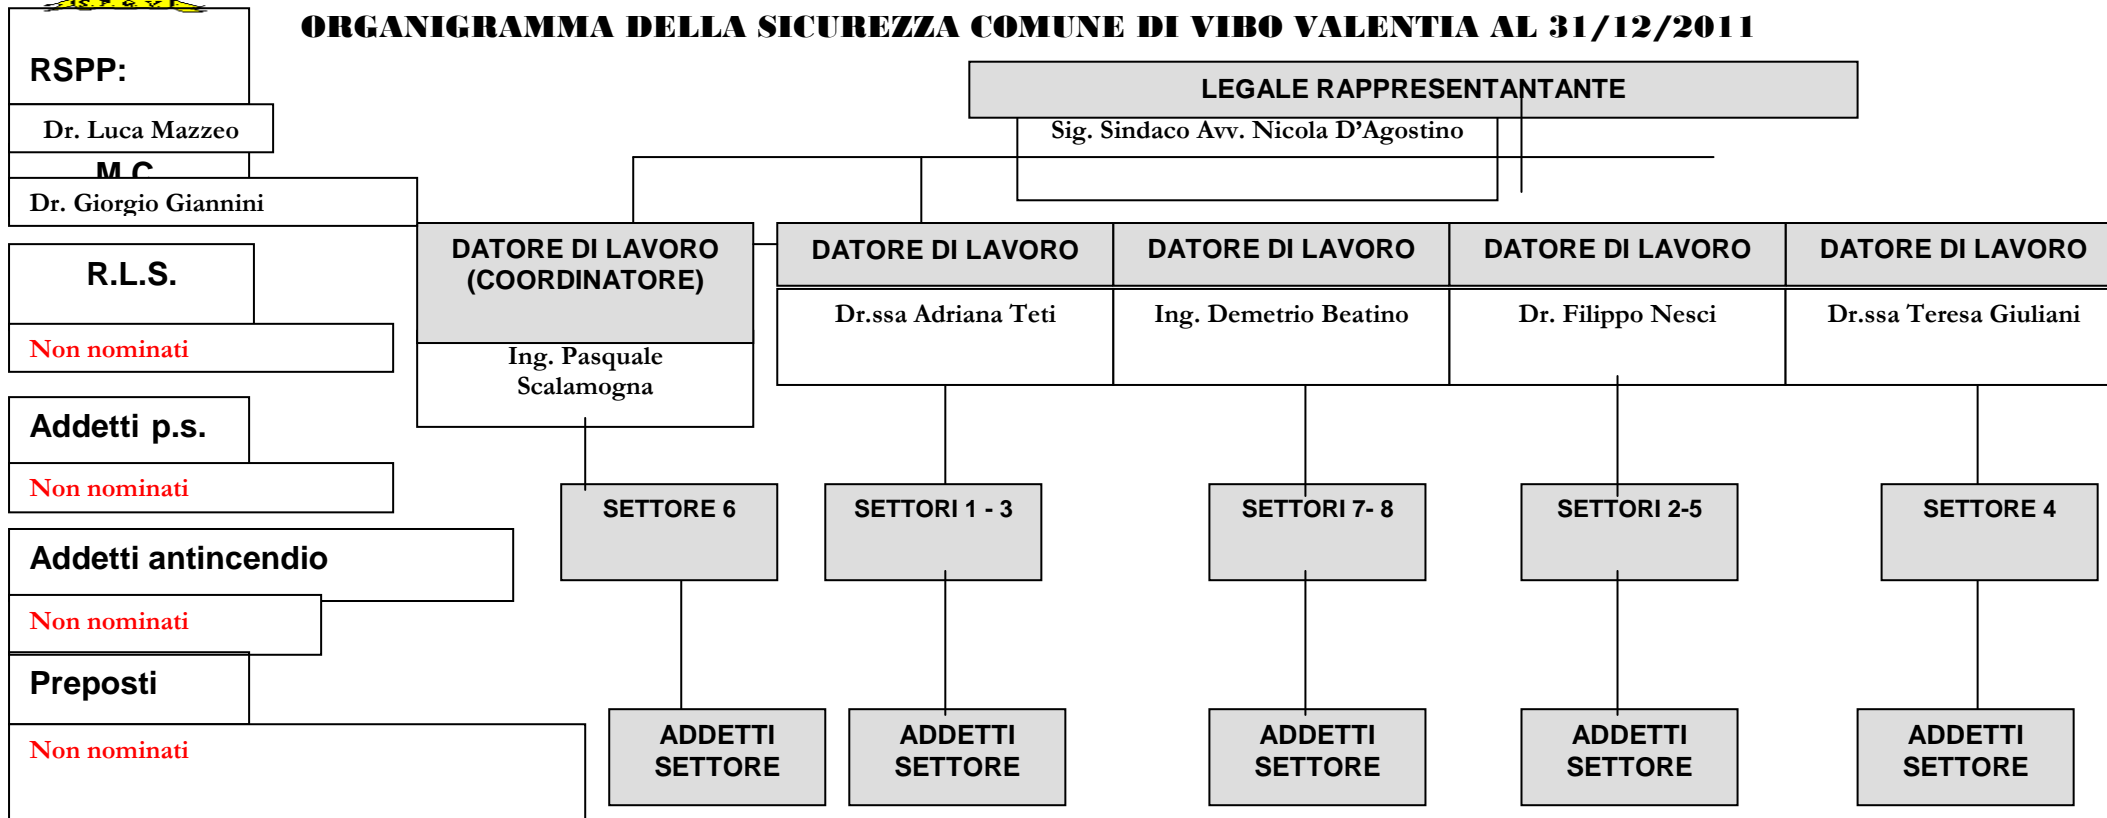 ORGANIGRAMMA DELLA SICUREZZA COMUNE DI VIBO VALENTIA AL 31/12/2011
RSPP:
Dr. Luca Mazzeo
M.C
Dr. Giorgio Giannini
R.L.S.
Non nominati
Addetti p.s.
Non nominati
Addetti antincendio
Non nominati
Preposti
Non nominati
LEGALE RAPPRESENTANTANTE
Sig. Sindaco Avv. Nicola D’Agostino
DATORE DI LAVORO
(COORDINATORE)
Ing. Pasquale
Scalamogna
DATORE DI LAVORO
Dr.ssa Adriana Teti
DATORE DI LAVORO
Ing. Demetrio Beatino
DATORE DI LAVORO
Dr. Filippo Nesci
DATORE DI LAVORO
Dr.ssa Teresa Giuliani
SETTORE 6
SETTORI 1 - 3
SETTORI 7- 8
SETTORI 2-5
SETTORE 4
ADDETTI
SETTORE
ADDETTI
SETTORE
ADDETTI
SETTORE
ADDETTI
SETTORE
ADDETTI
SETTORE